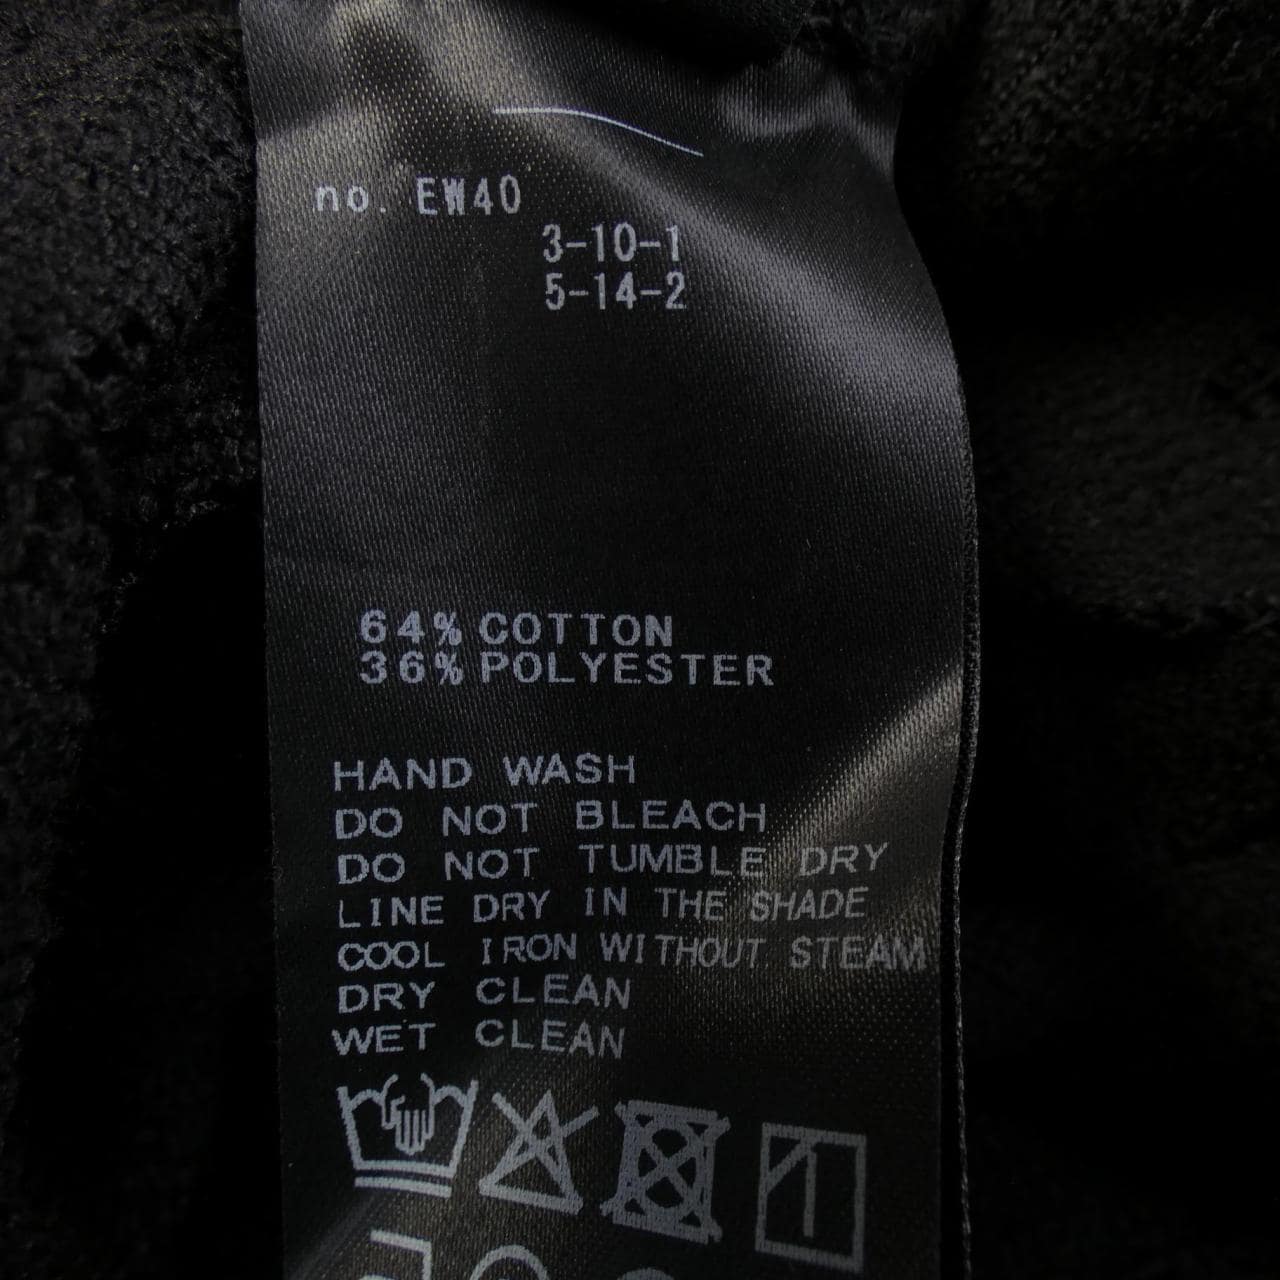 no. EW40
3-10-1
5-14-2
64% COTTON
36% POLYESTER
HAND WASH
DO NOT BLEACH
DO NOT TUMBLE DRY
LINE DRY IN THE SHADE
COOL IRON WITHOUT STEAM
DRY CLEAN
WET CLEAN